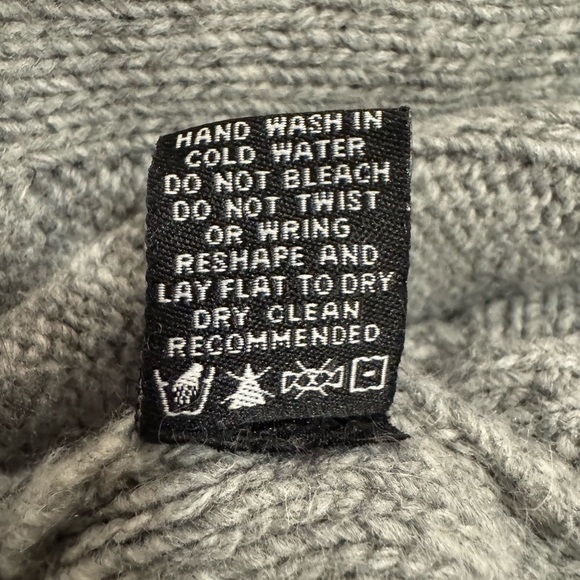 HAND WASH IN
COLD WATER
DO NOT BLEACH
DO NOT TWIST
OR WRING
RESHAPE AND
LAY FLAT TO DRY
DRY CLEAN
RECOMMENDED